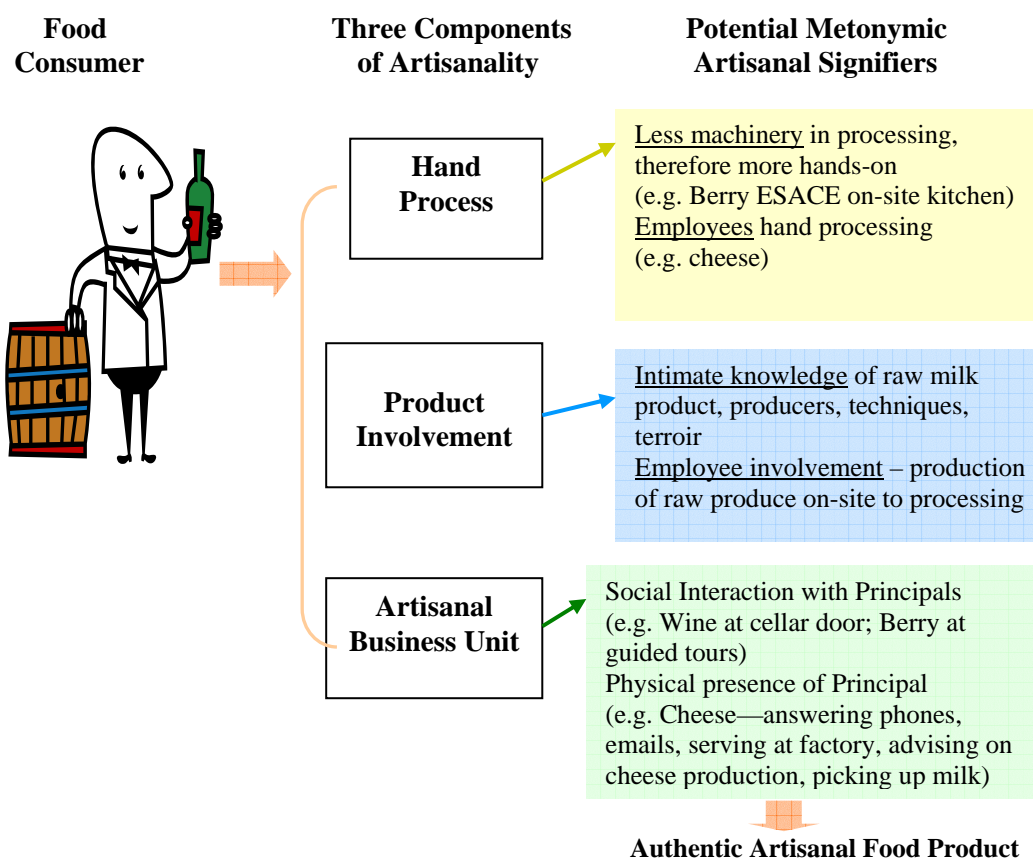 Food
Consumer
Three Components
of Artisanality
Potential Metonymic
Artisanal Signifiers
Hand
Process
Less machinery in processing,
therefore more hands-on
(e.g. Berry ESACE on-site kitchen)
Employees hand processing
(e.g. cheese)
Product
Involvement
Intimate knowledge of raw milk
product, producers, techniques,
terroir
Employee involvement – production
of raw produce on-site to processing
Artisanal
Business Unit
Social Interaction with Principals
(e.g. Wine at cellar door; Berry at
guided tours)
Physical presence of Principal
(e.g. Cheese—answering phones,
emails, serving at factory, advising on
cheese production, picking up milk)
Authentic Artisanal Food Product